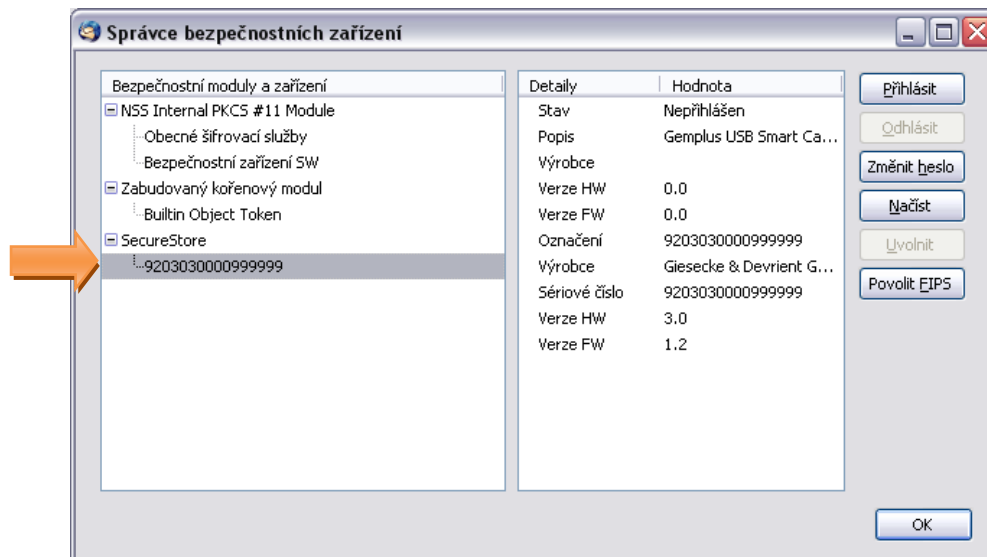 Správce bezpečnostních zařízení
Bezpečnostní moduly a zařízení
NSS Internal PKCS #11 Module
Obecné šifrovací služby
Bezpečnostní zařízení SW
Zabudovaný kořenový modul
Builtin Object Token
SecureStore
9203030000999999
Detaily Hodnota
Stav Nepřihlášen
Popis Gemplus USB Smart Ca...
Výrobce
Verze HW 0.0
Verze FW 0.0
Označení 9203030000999999
Výrobce Giesecke & Devrient G...
Sériové číslo 9203030000999999
Verze HW 3.0
Verze FW 1.2
Přihlásit
Odhlásit
Změnit heslo
Načíst
Uvolnit
Povolit FIPS
OK